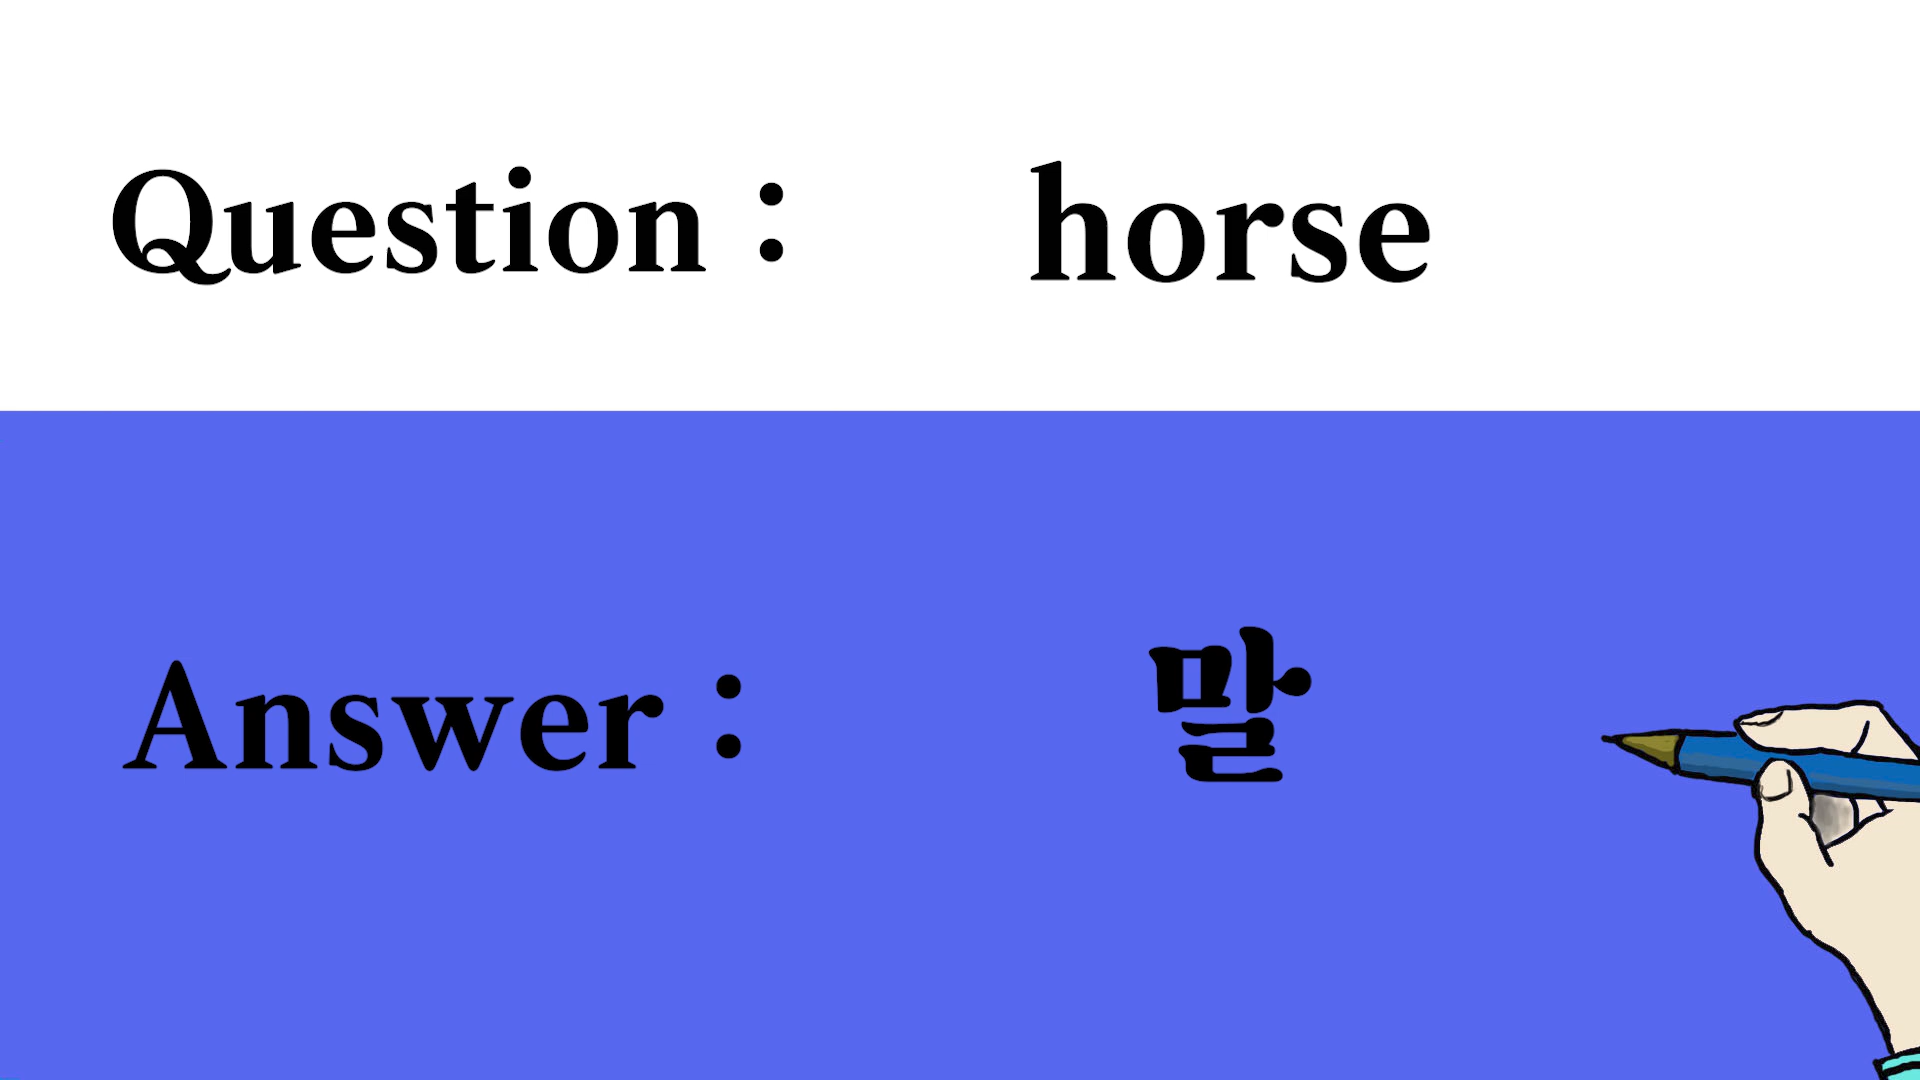 Question : horse
Answer : 말